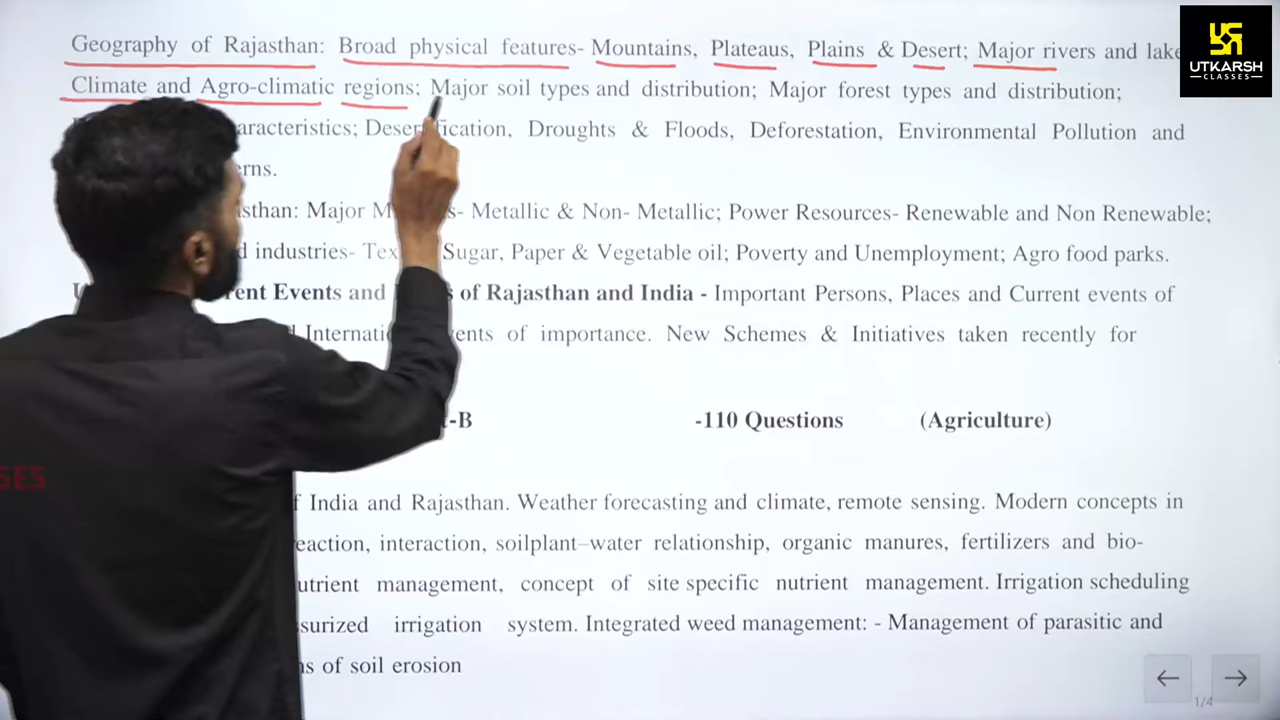 Geography of Rajasthan: Broad physical features- Mountains, Plateaus, Plains & Desert; Major rivers and lake
UTKARSH
CLASSES
Climate and Agro-climatic regions; Major soil types and distribution; Major forest types and distribution;
aracteristics; Desertification, Droughts & Floods, Deforestation, Environmental Pollution and
erns.
sthan: Major M s- Metallic & Non- Metallic; Power Resources- Renewable and Non Renewable;
d industries- Tex Sugar, Paper & Vegetable oil; Poverty and Unemployment; Agro food parks.
rent Events and s of Rajasthan and India - Important Persons, Places and Current events of
Internati ents of importance. New Schemes & Initiatives taken recently for
-B -110 Questions (Agriculture)
SES
f India and Rajasthan. Weather forecasting and climate, remote sensing. Modern concepts in
eaction, interaction, soilplant–water relationship, organic manures, fertilizers and bio-
utrient management, concept of site specific nutrient management. Irrigation scheduling
surized irrigation system. Integrated weed management: - Management of parasitic and
s of soil erosion
1/4